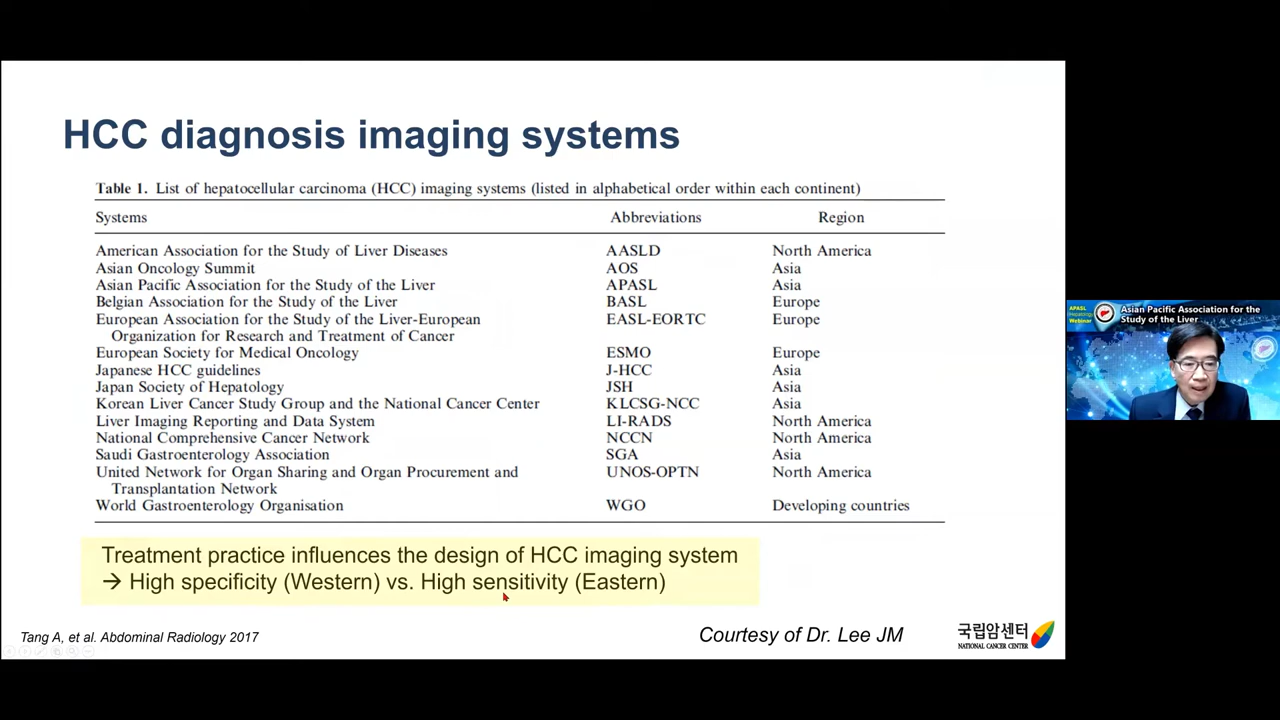 HCC diagnosis imaging systems
Table 1. List of hepatocellular carcinoma (HCC) imaging systems (listed in alphabetical order within each continent)
Systems Abbreviations Region
American Association for the Study of Liver Diseases AASLD North America
Asian Oncology Summit AOS Asia
Asian Pacific Association for the Study of the Liver APASL Asia
Belgian Association for the Study of the Liver BASL Europe
European Association for the Study of the Liver-European EASL-EORTC Europe
Organization for Research and Treatment of Cancer
European Society for Medical Oncology ESMO Europe
Japanese HCC guidelines J-HCC Asia
Japan Society of Hepatology JSH Asia
Korean Liver Cancer Study Group and the National Cancer Center KLCSG-NCC Asia
Liver Imaging Reporting and Data System LI-RADS North America
National Comprehensive Cancer Network NCCN North America
Saudi Gastroenterology Association SGA Asia
United Network for Organ Sharing and Organ Procurement and UNOS-OPTN North America
Transplantation Network
World Gastroenterology Organisation WGO Developing countries
Treatment practice influences the design of HCC imaging system
→ High specificity (Western) vs. High sensitivity (Eastern)
Tang A, et al. Abdominal Radiology 2017
Courtesy of Dr. Lee JM
국립암센터
NATIONAL CANCER CENTER
APASL
Hepatology
Webinar
Asian Pacific Association for the
Study of the Liver